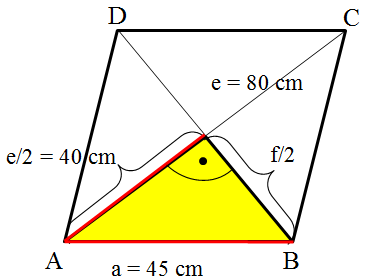 D
C
e = 80 cm
e/2 = 40 cm
f/2
A
B
a = 45 cm